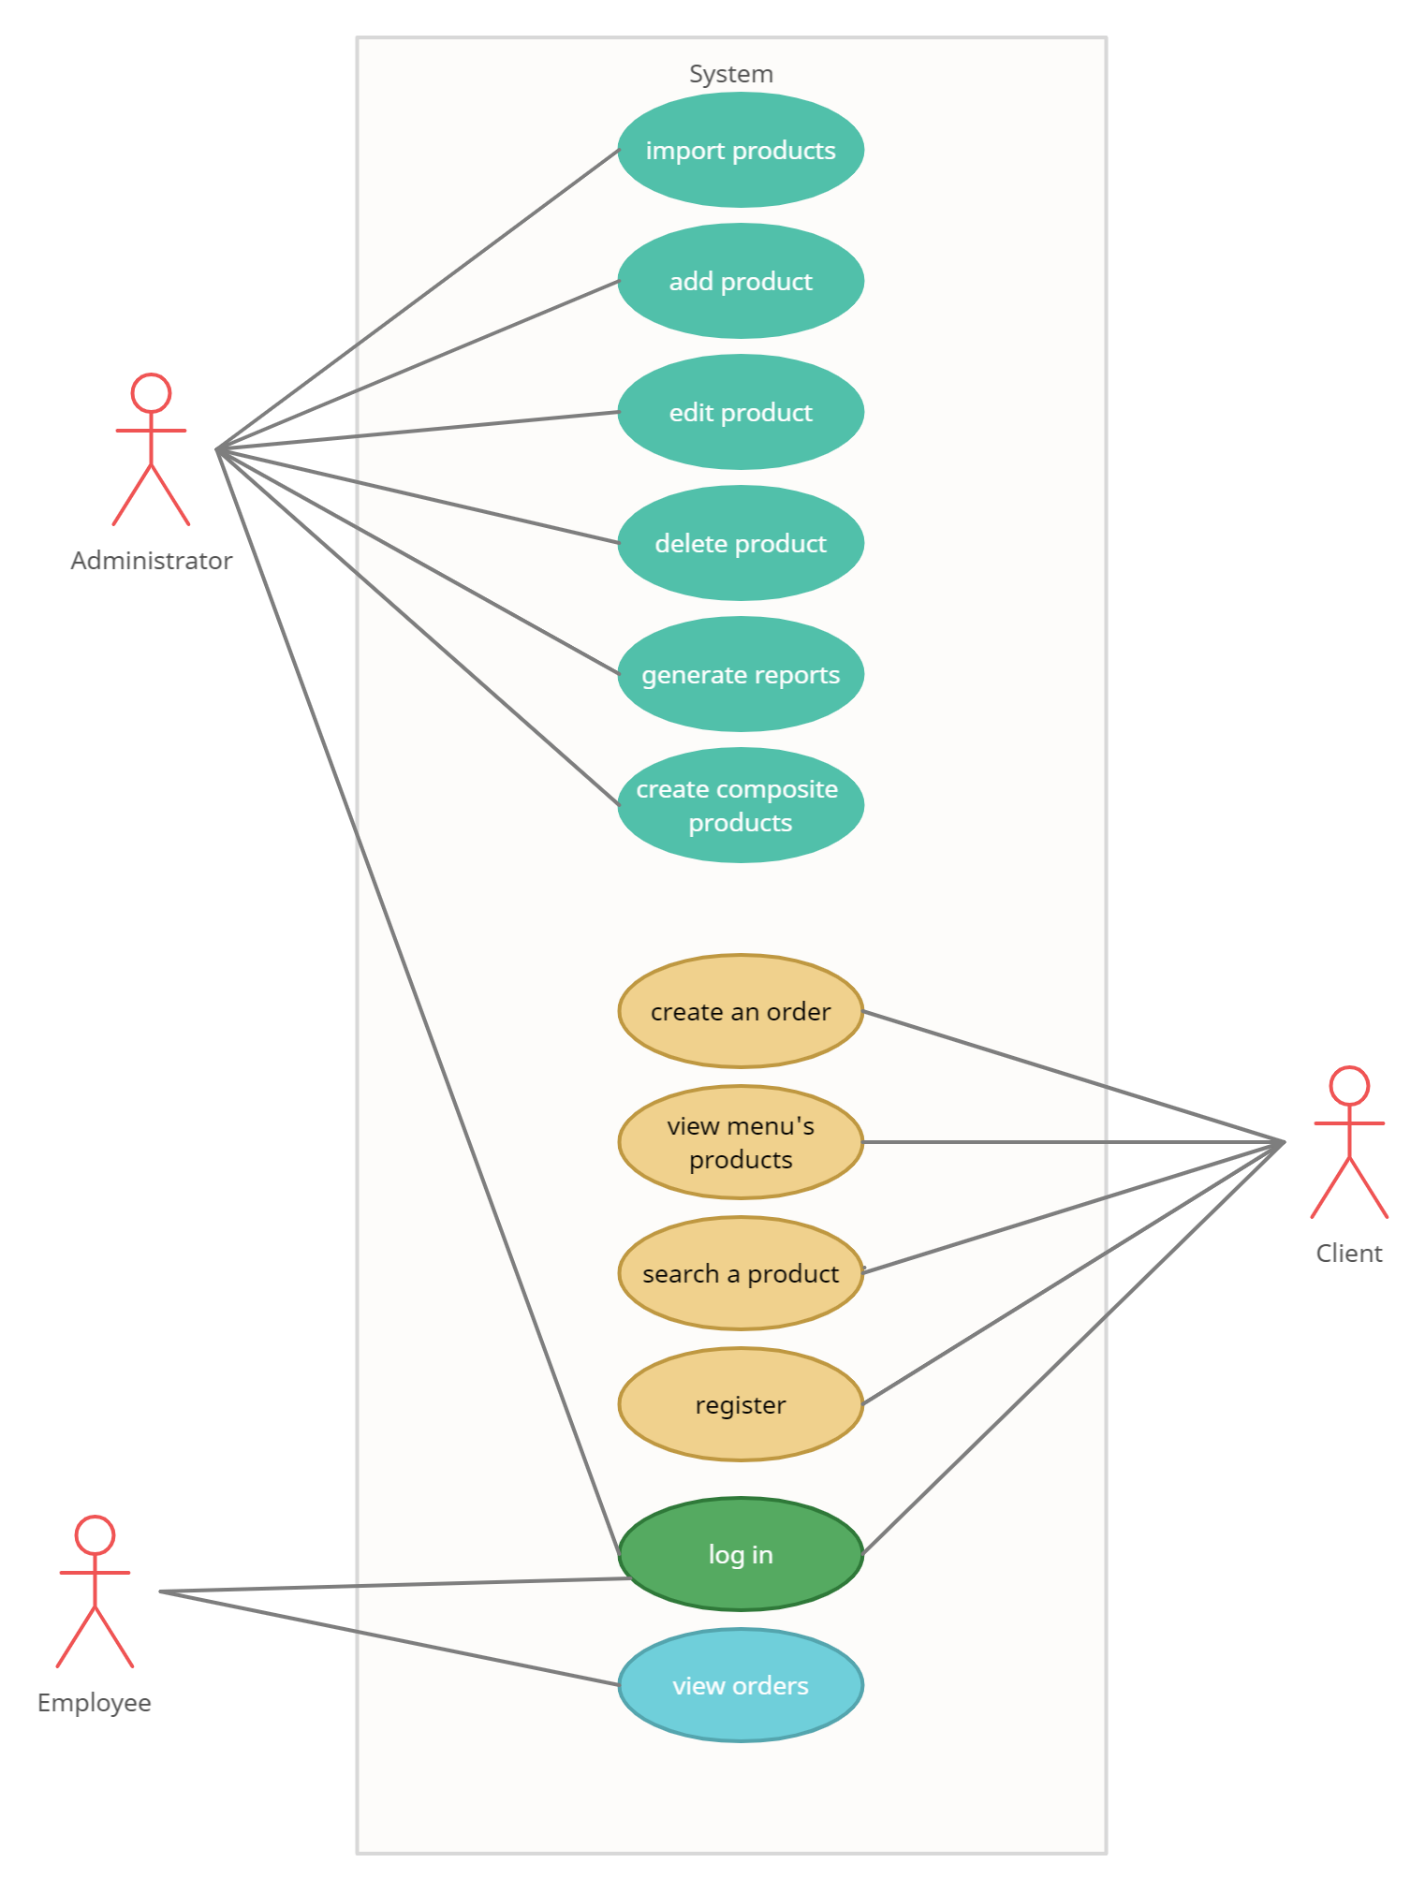 System
import products
add product
edit product
delete product
Administrator
generate reports
create composite
products
create an order
view menu's
products
Client
search a product
register
log in
view orders
Employee